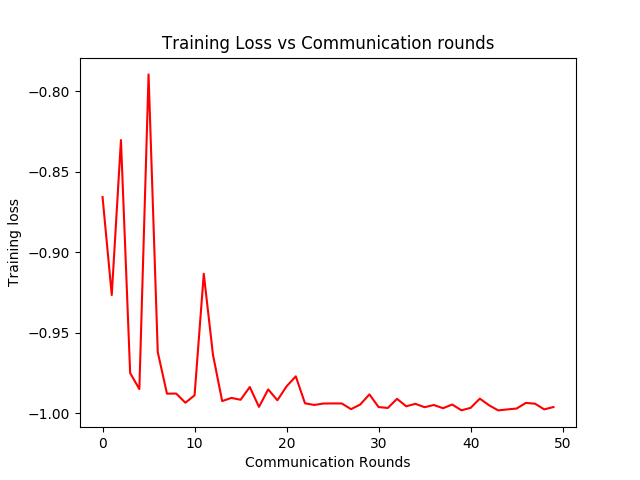 Training Loss vs Communication rounds
−0.80
−0.85
−0.90
−0.95
−1.00
Training loss
0 10 20 30 40 50
Communication Rounds